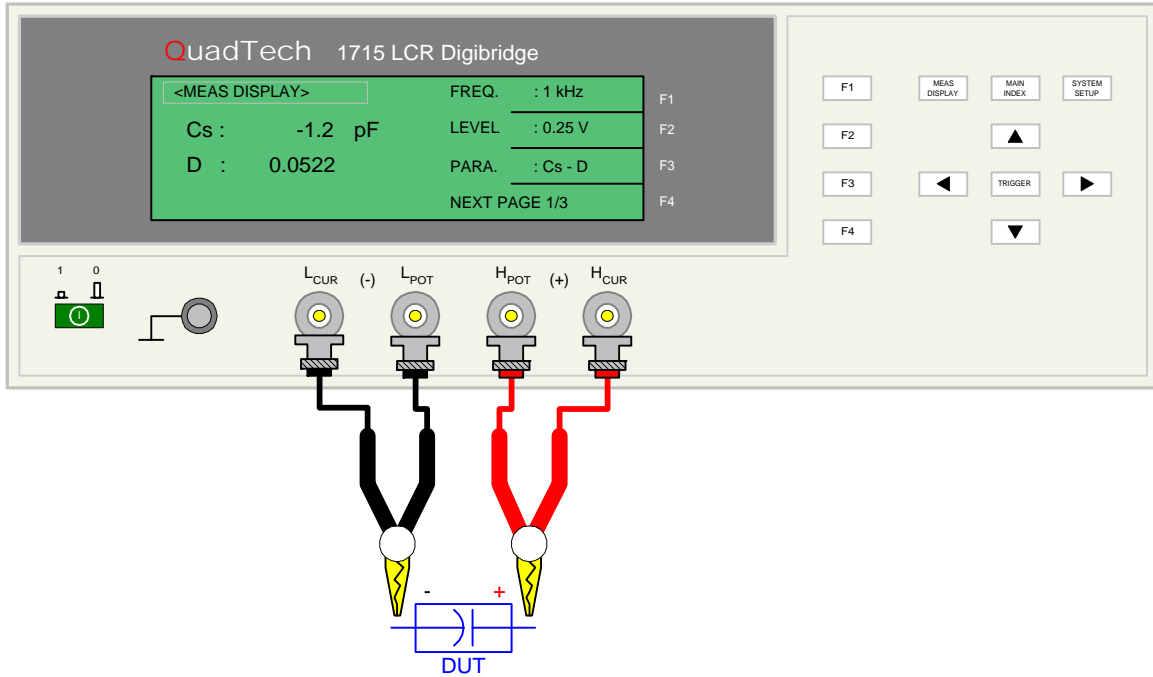 QuadTech 1715 LCR Digibridge
<MEAS DISPLAY>
Cs : -1.2 pF
D : 0.0522
FREQ. : 1 kHz
LEVEL : 0.25 V
PARA. : Cs - D
NEXT PAGE 1/3
F1
F2
F3
F4
F1
F2
F3
F4
MEAS DISPLAY
MAIN INDEX
SYSTEM SETUP
TRIGGER
1 0
LCUR (-) LPOT HPOT (+) HCUR
- +
DUT